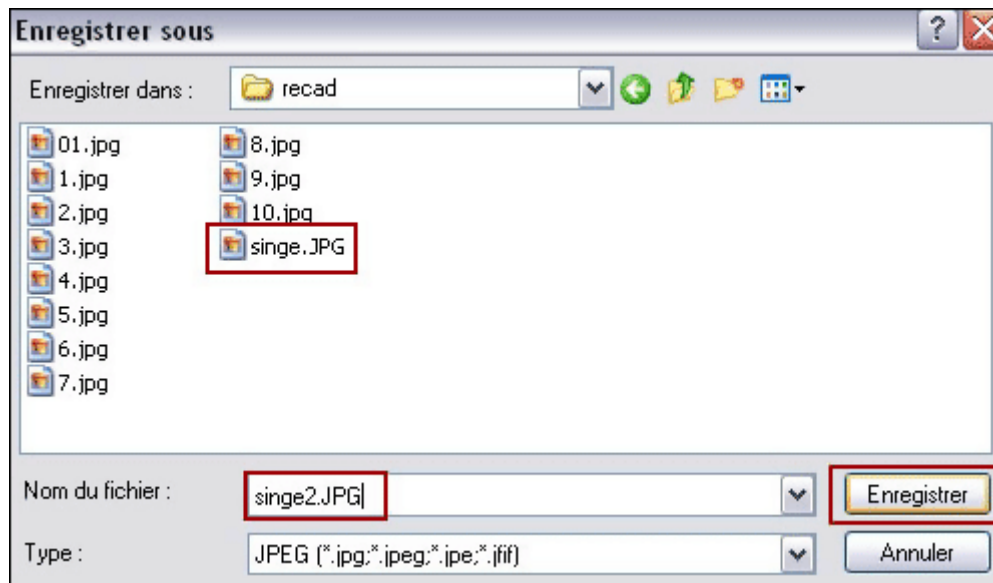 Enregistrer sous
Enregistrer dans :
recad
01.jpg
1.jpg
2.jpg
3.jpg
4.jpg
5.jpg
6.jpg
7.jpg
8.jpg
9.jpg
10.jpg
singe.JPG
Nom du fichier :
singe2.JPG
Enregistrer
Type :
JPEG (*.jpg;*.jpeg;*.jpe;*.jfif)
Annuler